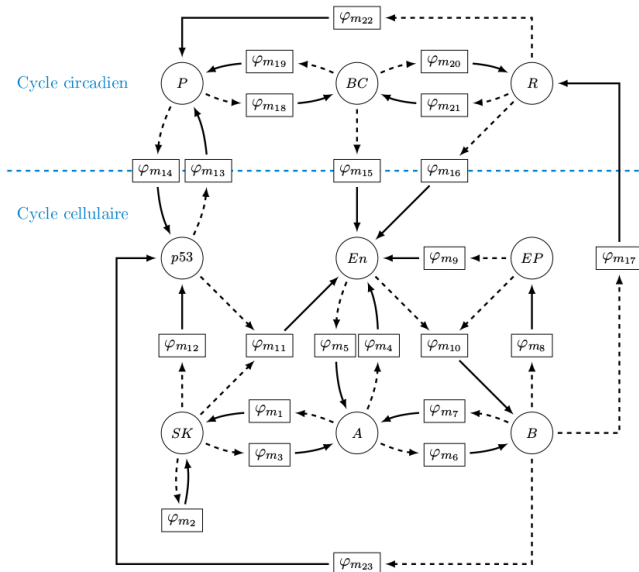 φm22
φm19 φm20
Cycle circadien P BC R
φm18 φm21
φm14 φm13 φm15 φm16
Cycle cellulaire
p53 En φm9 EP φm17
φm12 φm11 φm5 φm4 φm10 φm8
φm1 φm7
SK A B
φm3 φm6
φm2
φm23